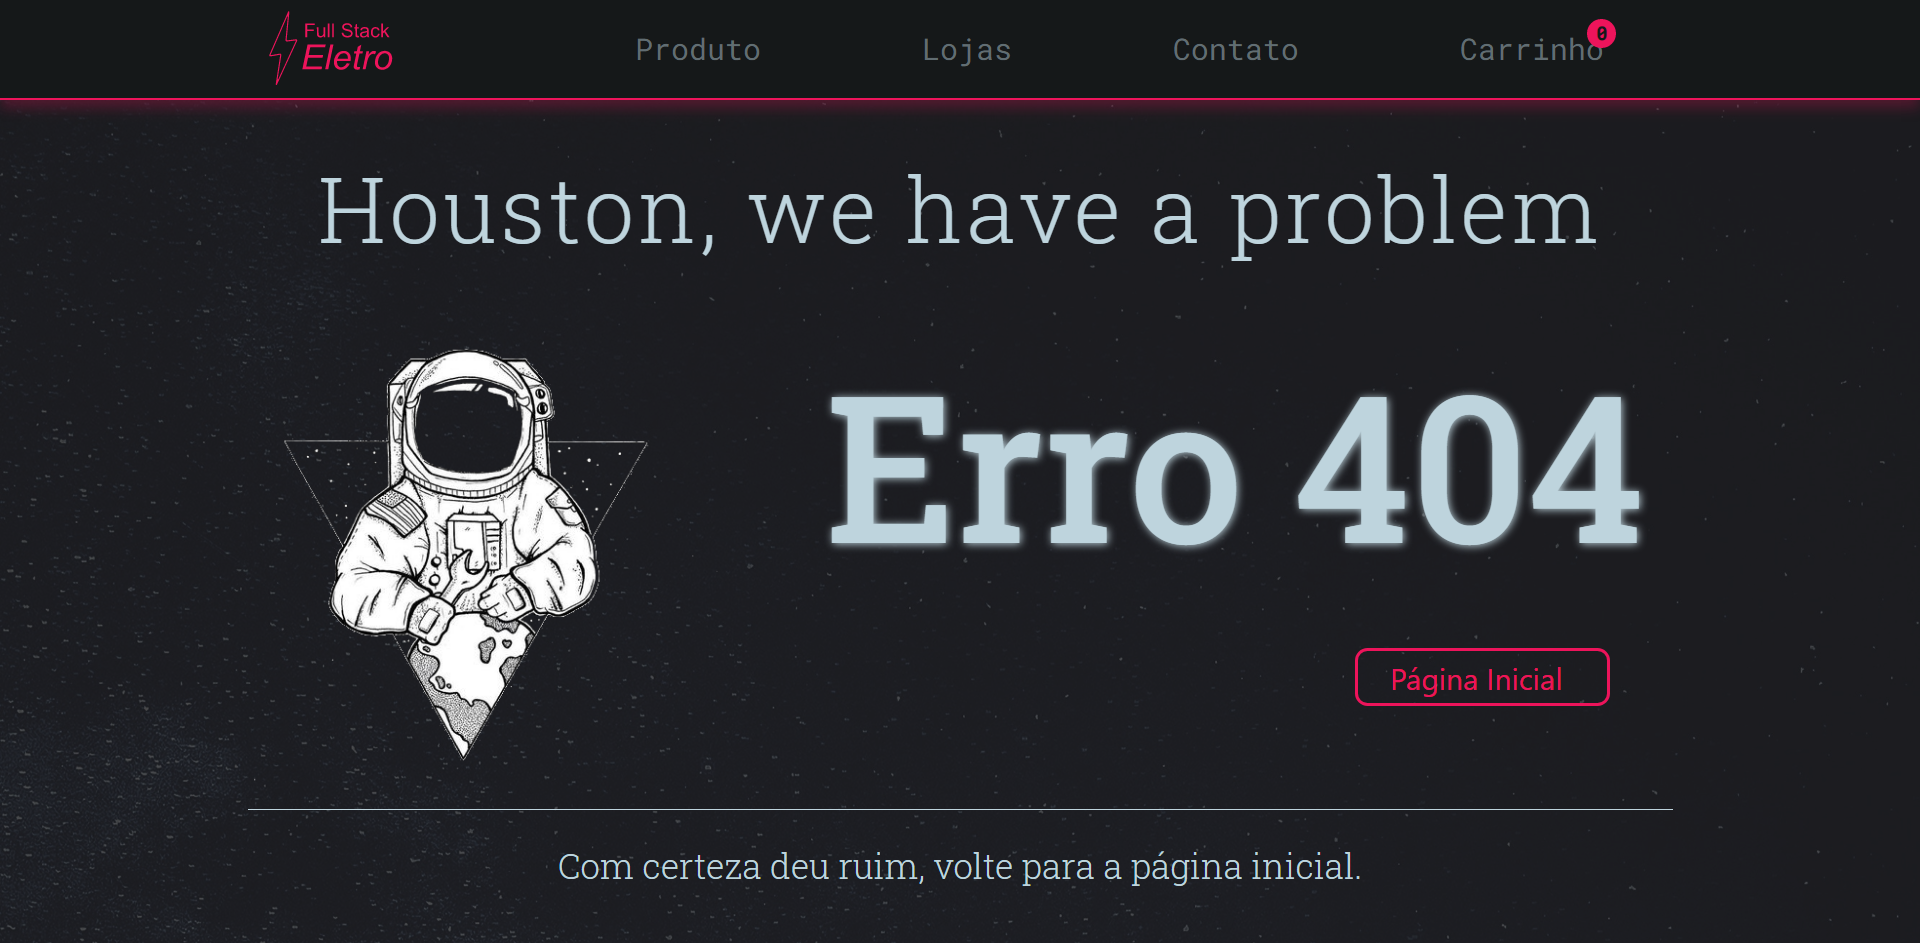 Full Stack
Eletro
Produto
Lojas
Contato
Carrinho
0
Houston, we have a problem
Erro 404
Página Inicial
Com certeza deu ruim, volte para a página inicial.